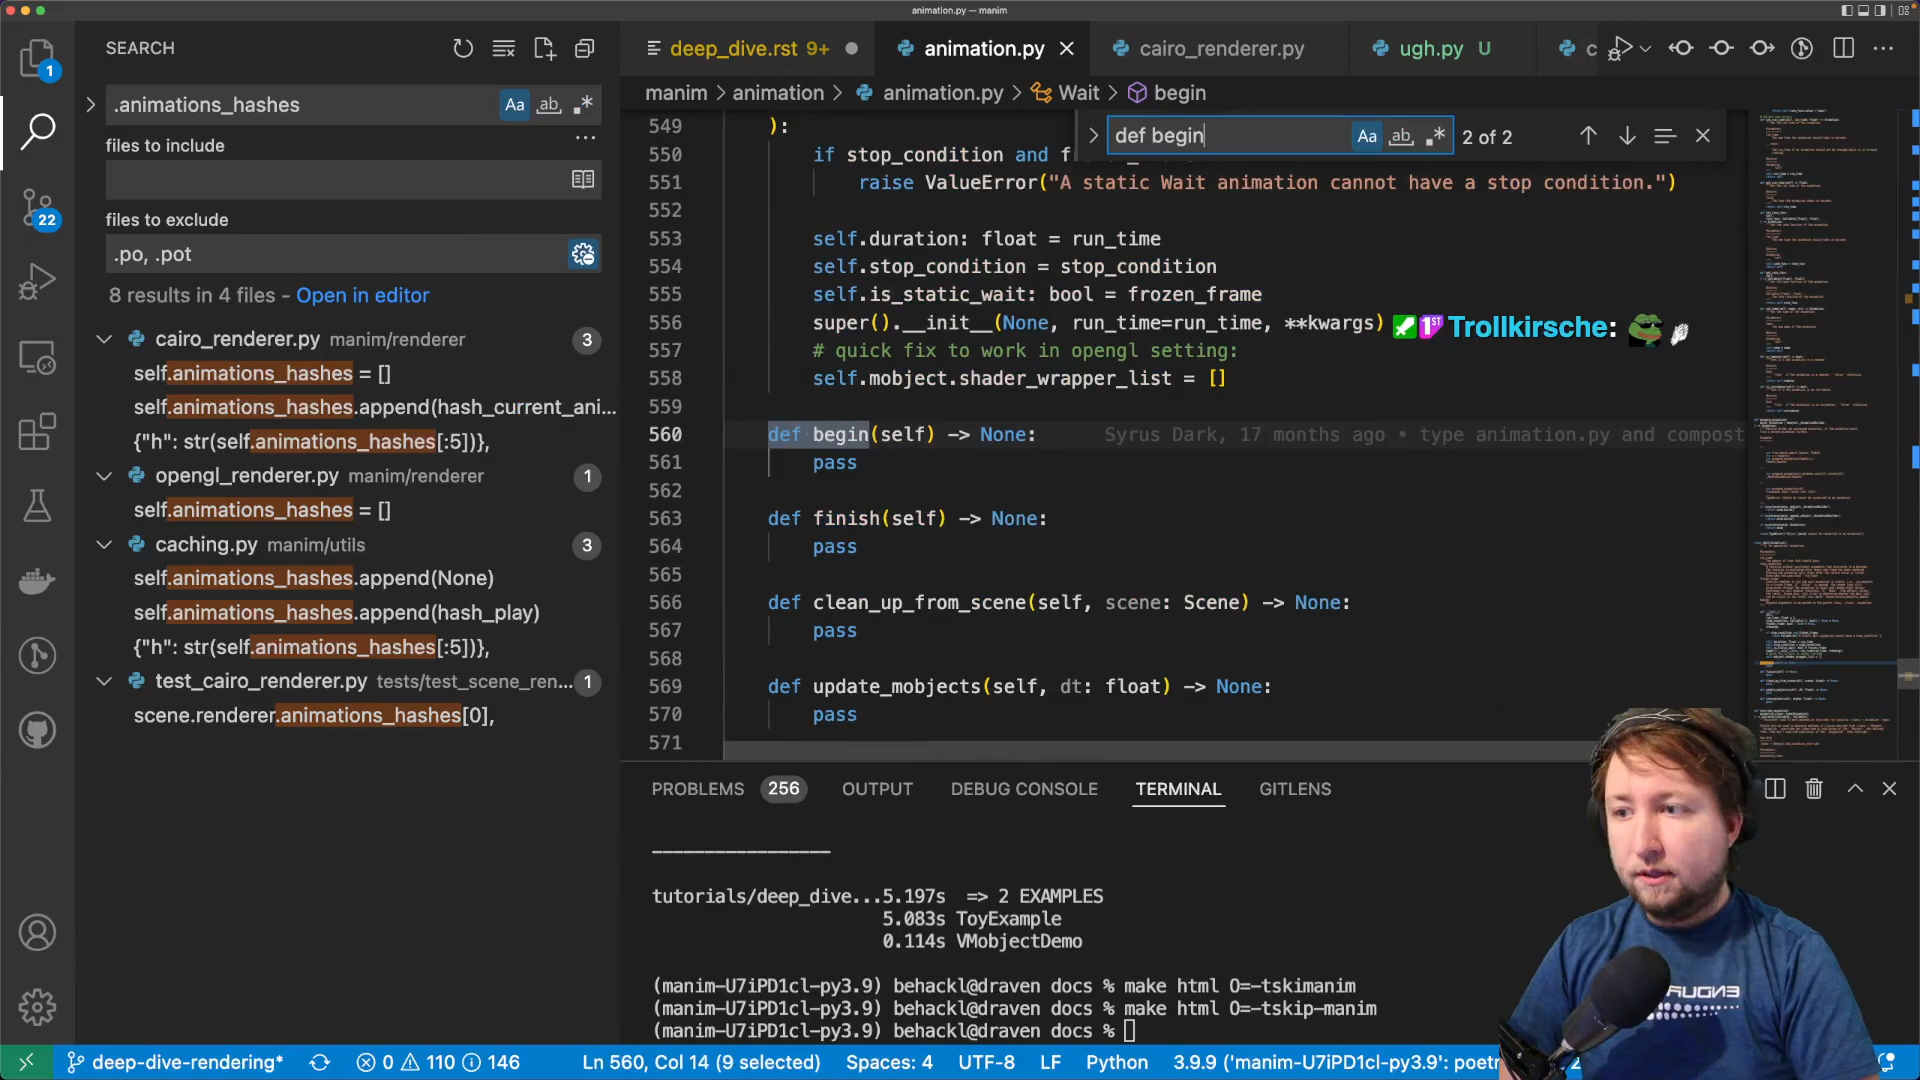 animation.py — manim
SEARCH
deep_dive.rst 9+
animation.py
cairo_renderer.py
ugh.py U
c
1
.animations_hashes
Aa
ab
files to include
files to exclude
.po, .pot
22
8 results in 4 files - Open in editor
cairo_renderer.py manim/renderer 3
self.animations_hashes = []
self.animations_hashes.append(hash_current_ani...
{"h": str(self.animations_hashes[:5])},
opengl_renderer.py manim/renderer 1
self.animations_hashes = []
caching.py manim/utils 3
self.animations_hashes.append(None)
self.animations_hashes.append(hash_play)
{"h": str(self.animations_hashes[:5])},
test_cairo_renderer.py tests/test_scene_ren... 1
scene.renderer.animations_hashes[0],
manim > animation > animation.py > Wait > begin
def begin
Aa
ab
2 of 2
549 ):
550 if stop_condition and f
551 raise ValueError("A static Wait animation cannot have a stop condition.")
552
553 self.duration: float = run_time
554 self.stop_condition = stop_condition
555 self.is_static_wait: bool = frozen_frame
556 super().__init__(None, run_time=run_time, **kwargs)
1ST Trollkirsche:
557 # quick fix to work in opengl setting:
558 self.mobject.shader_wrapper_list = []
559
560 def begin(self) -> None: Syrus Dark, 17 months ago • type animation.py and compost
561 pass
562
563 def finish(self) -> None:
564 pass
565
566 def clean_up_from_scene(self, scene: Scene) -> None:
567 pass
568
569 def update_mobjects(self, dt: float) -> None:
570 pass
571
PROBLEMS 256 OUTPUT DEBUG CONSOLE TERMINAL GITLENS
tutorials/deep_dive...5.197s => 2 EXAMPLES
5.083s ToyExample
0.114s VMobjectDemo
(manim-U7iPD1cl-py3.9) behackl@draven docs % make html O=-tskimanim
(manim-U7iPD1cl-py3.9) behackl@draven docs % make html O=-tskip-manim
(manim-U7iPD1cl-py3.9) behackl@draven docs %
deep-dive-rendering* 0 110 146 Ln 560, Col 14 (9 selected) Spaces: 4 UTF-8 LF Python 3.9.9 ('manim-U7iPD1cl-py3.9': poetr